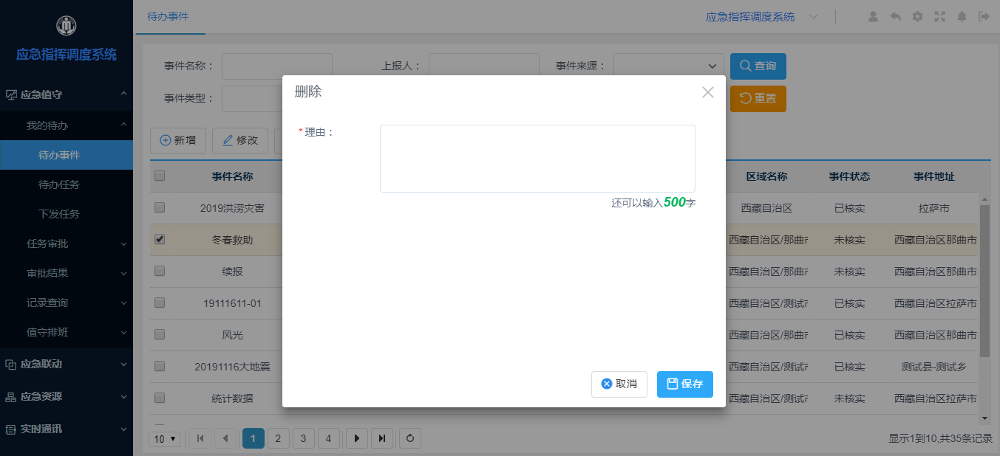 应急指挥调度系统
应急值守
我的待办
待办事件
待办任务
下发任务
任务审批
审批结果
记录查询
值守排班
应急联动
应急资源
实时通讯
待办事件
应急指挥调度系统
事件名称：
上报人：
事件来源：
查询
事件类型：
重置
新增
修改
事件名称 区域名称 事件状态 事件地址
2019洪涝灾害 西藏自治区 已核实 拉萨市
冬春救助 西藏自治区/那曲市 未核实 西藏自治区那曲市
续报 西藏自治区/那曲市 未核实 西藏自治区那曲市
19111611-01 西藏自治区/测试 已核实 西藏自治区拉萨市
风光 西藏自治区/那曲市 已核实 西藏自治区那曲市
20191116大地震 西藏自治区/测试 已核实 测试县-测试乡
统计数据 西藏自治区/测试 未核实 西藏自治区拉萨市
10 1 2 3 4
显示1到10,共35条记录
删除
*理由：
还可以输入500字
取消
保存